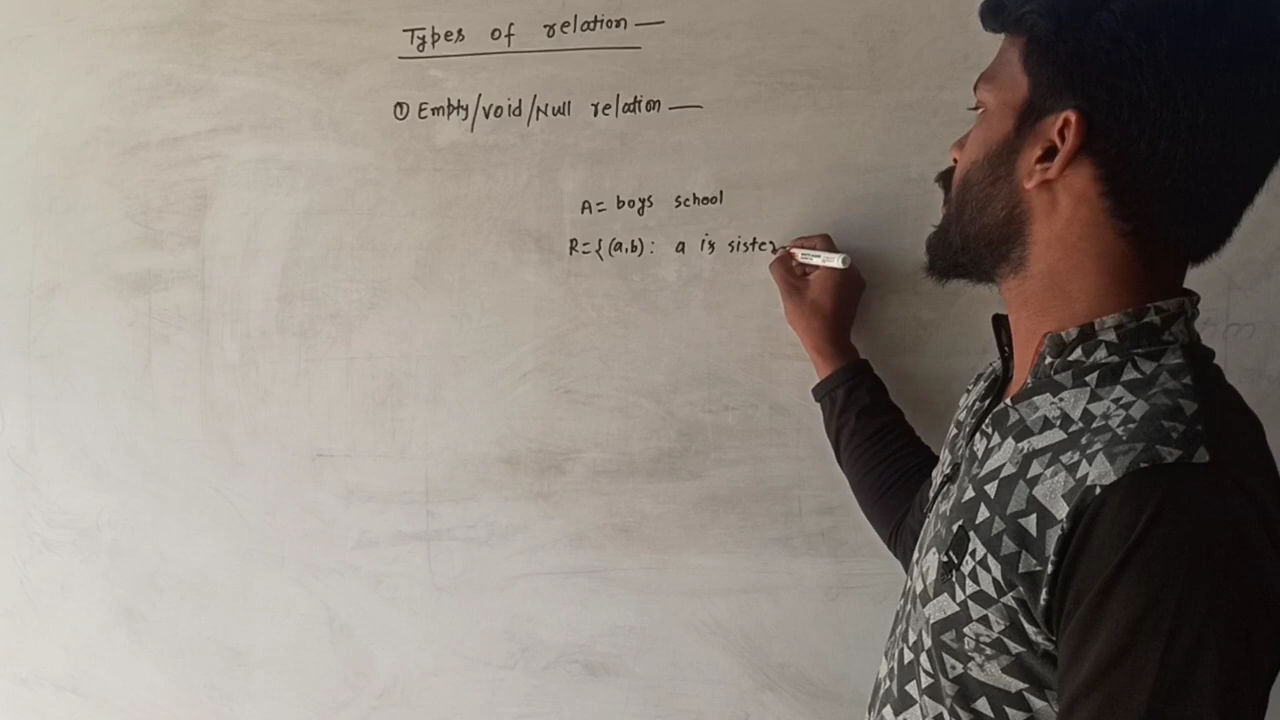 Types of relation —
① Empty/void/Null relation —
A = boys school
R = {(a,b) : a is sister